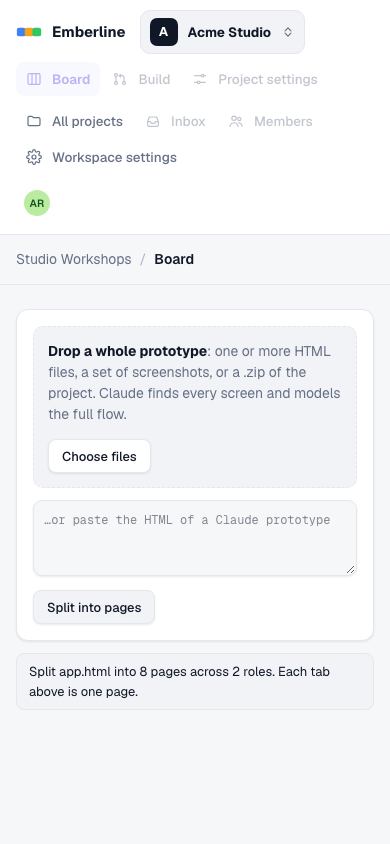 Emberline
A Acme Studio
Board Build Project settings
All projects Inbox Members
Workspace settings
AR
Studio Workshops / Board
Drop a whole prototype: one or more HTML
files, a set of screenshots, or a .zip of the
project. Claude finds every screen and models
the full flow.
Choose files
…or paste the HTML of a Claude prototype
Split into pages
Split app.html into 8 pages across 2 roles. Each tab
above is one page.